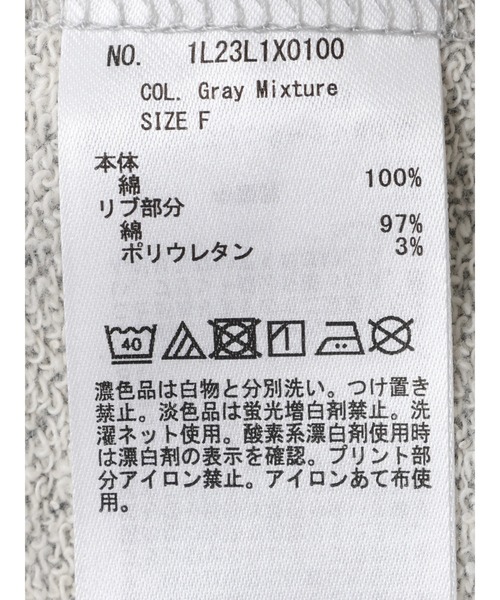 NO. 1L23L1X0100
COL. Gray Mixture
SIZE F
本体
綿 100%
リブ部分
綿 97%
ポリウレタン 3%
40
濃色品は白物と分別洗い。つけ置き
禁止。淡色品は蛍光増白剤禁止。洗
濯ネット使用。酸素系漂白剤使用時
は漂白剤の表示を確認。プリント部
分アイロン禁止。アイロンあて布使
用。